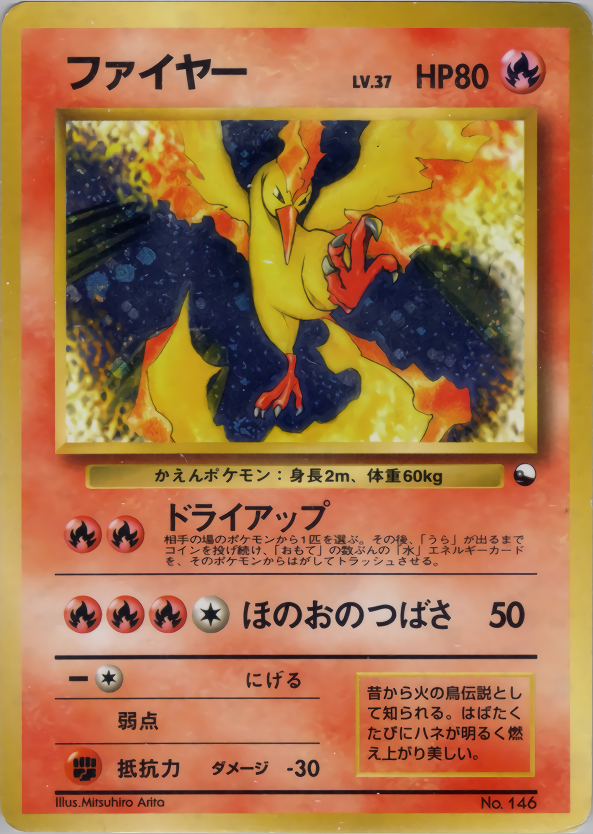 ファイヤー LV.37 HP80
かえんポケモン：身長2m、体重60kg
ドライアップ
相手の場のポケモンから1匹を選ぶ。その後、「うら」が出るまで
コインを投げ続け、「おもて」の数ぶんの「水」エネルギーカード
を、そのポケモンからはがしてトラッシュさせる。
ほのおのつばさ 50
ー にげる
弱点
抵抗力 ダメージ -30
昔から火の鳥伝説とし
て知られる。はばたく
たびにハネが明るく燃
え上がり美しい。
Illus.Mitsuhiro Arita
No. 146